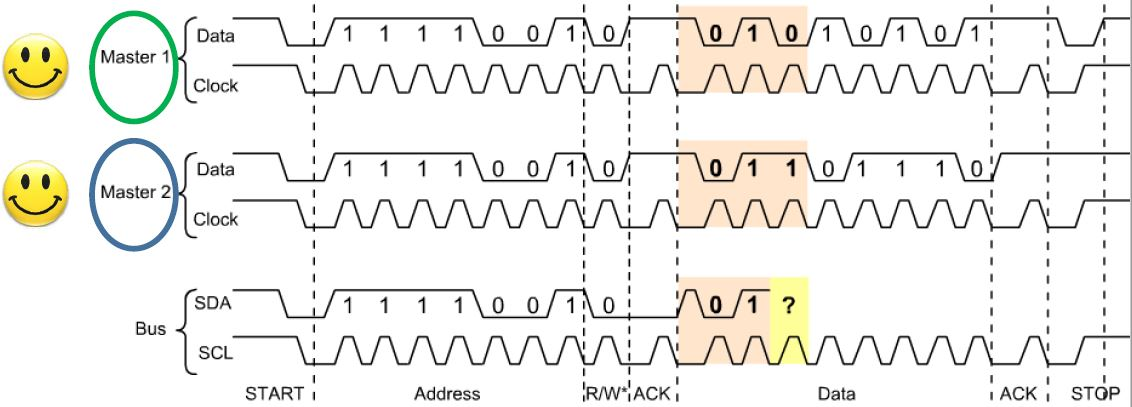 Data 1 1 1 1 0 0 1 0 0 1 0 1 0 1 0 1
Master 1
Clock
Data 1 1 1 1 0 0 1 0 0 1 1 0 1 1 1 0
Master 2
Clock
SDA 1 1 1 1 0 0 1 0 0 1 ?
Bus
SCL
START Address R/W* ACK Data ACK STOP